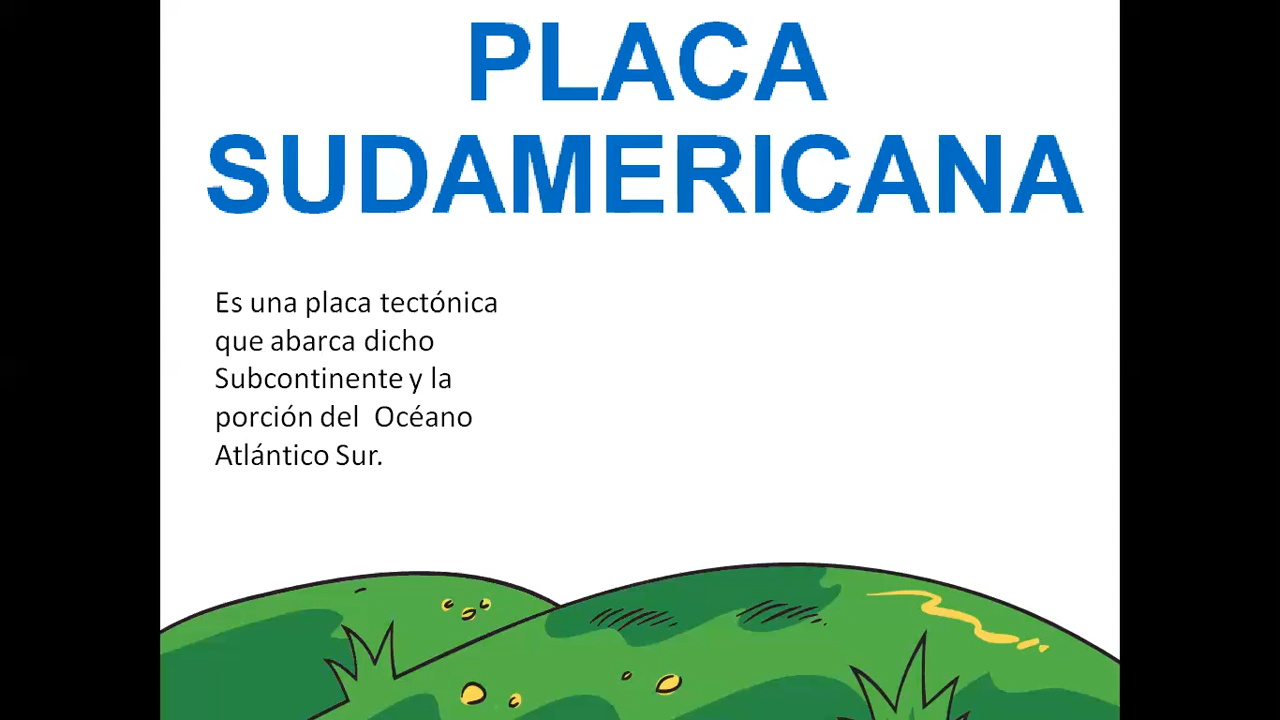 PLACA
SUDAMERICANA
Es una placa tectónica
que abarca dicho
Subcontinente y la
porción del Océano
Atlántico Sur.